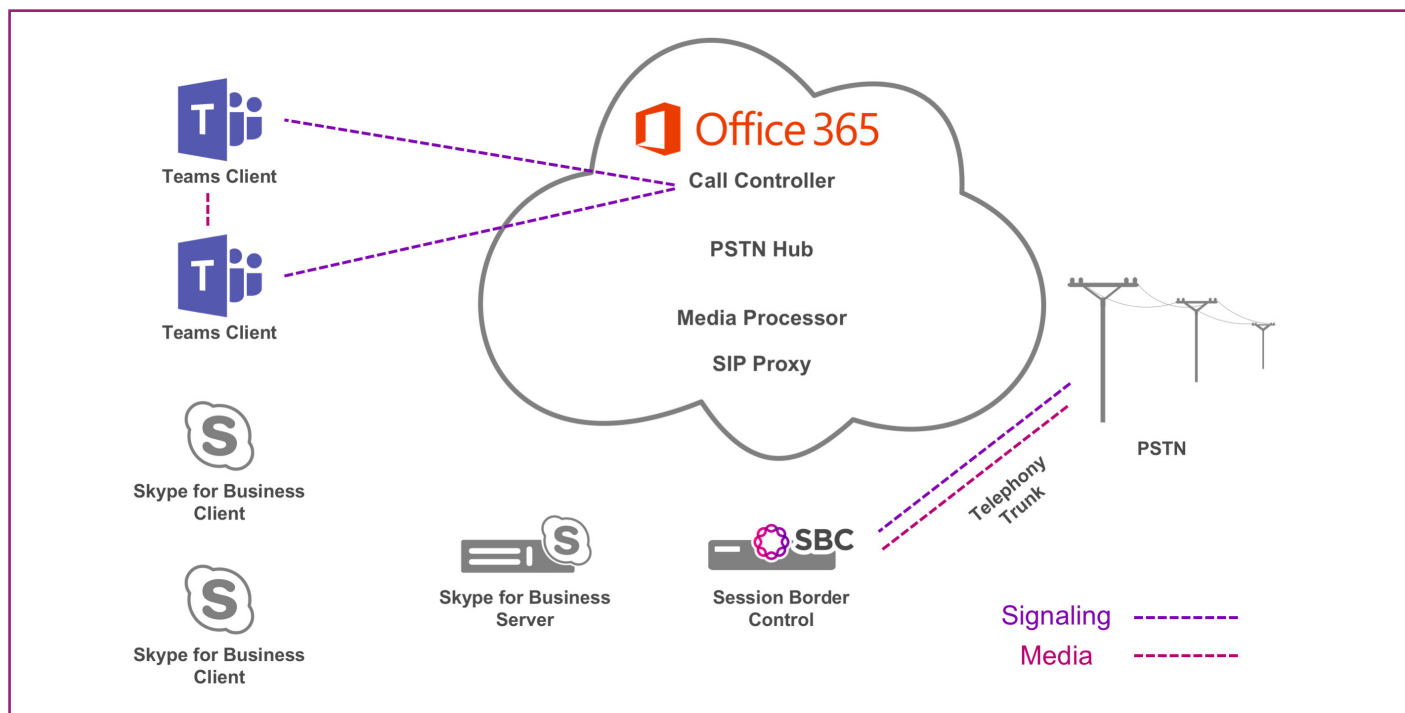 Office 365
Call Controller
PSTN Hub
Media Processor
SIP Proxy
T
Teams Client
T
Teams Client
S
Skype for Business
Client
S
Skype for Business
Client
S
Skype for Business
Server
SBC
Session Border
Control
Telephony
Trunk
PSTN
Signaling
Media